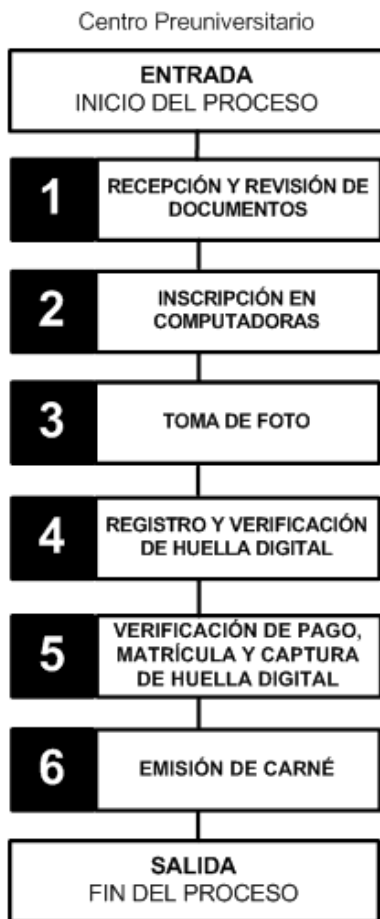 Centro Preuniversitario
ENTRADA
INICIO DEL PROCESO
1
RECEPCIÓN Y REVISIÓN DE
DOCUMENTOS
2
INSCRIPCIÓN EN
COMPUTADORAS
3
TOMA DE FOTO
4
REGISTRO Y VERIFICACIÓN
DE HUELLA DIGITAL
5
VERIFICACIÓN DE PAGO,
MATRÍCULA Y CAPTURA
DE HUELLA DIGITAL
6
EMISIÓN DE CARNÉ
SALIDA
FIN DEL PROCESO